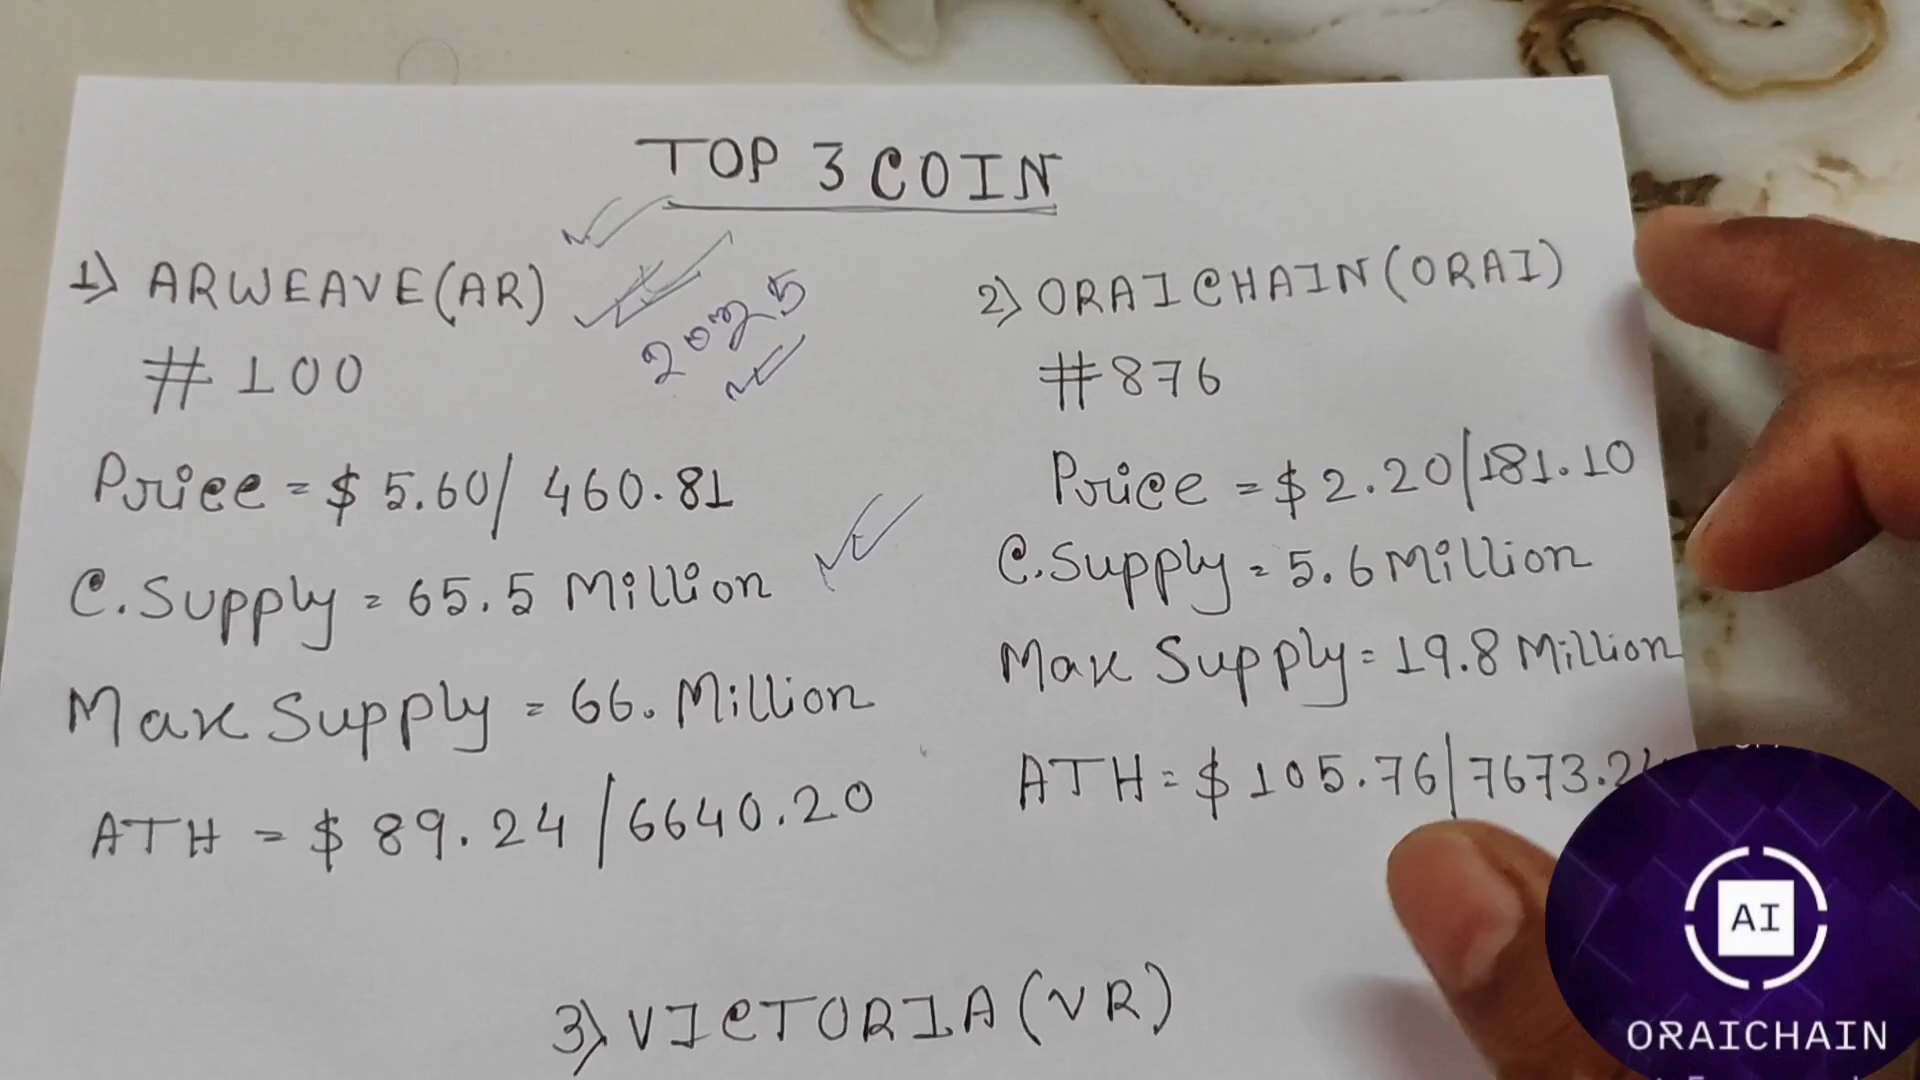 TOP 3 COIN
1) ARWEAVE(AR)
2025
# 100
Price = $ 5.60/ 460.81
C.Supply = 65.5 Million
Max Supply = 66. Million
ATH = $ 89.24 / 6640.20
2) ORAICHAIN(ORAI)
#876
Price = $2.20/181.10
C.Supply = 5.6 Million
Max Supply = 19.8 Million
ATH = $ 105.76/
3) VICTORIA(VR)
AI
ORAICHAIN